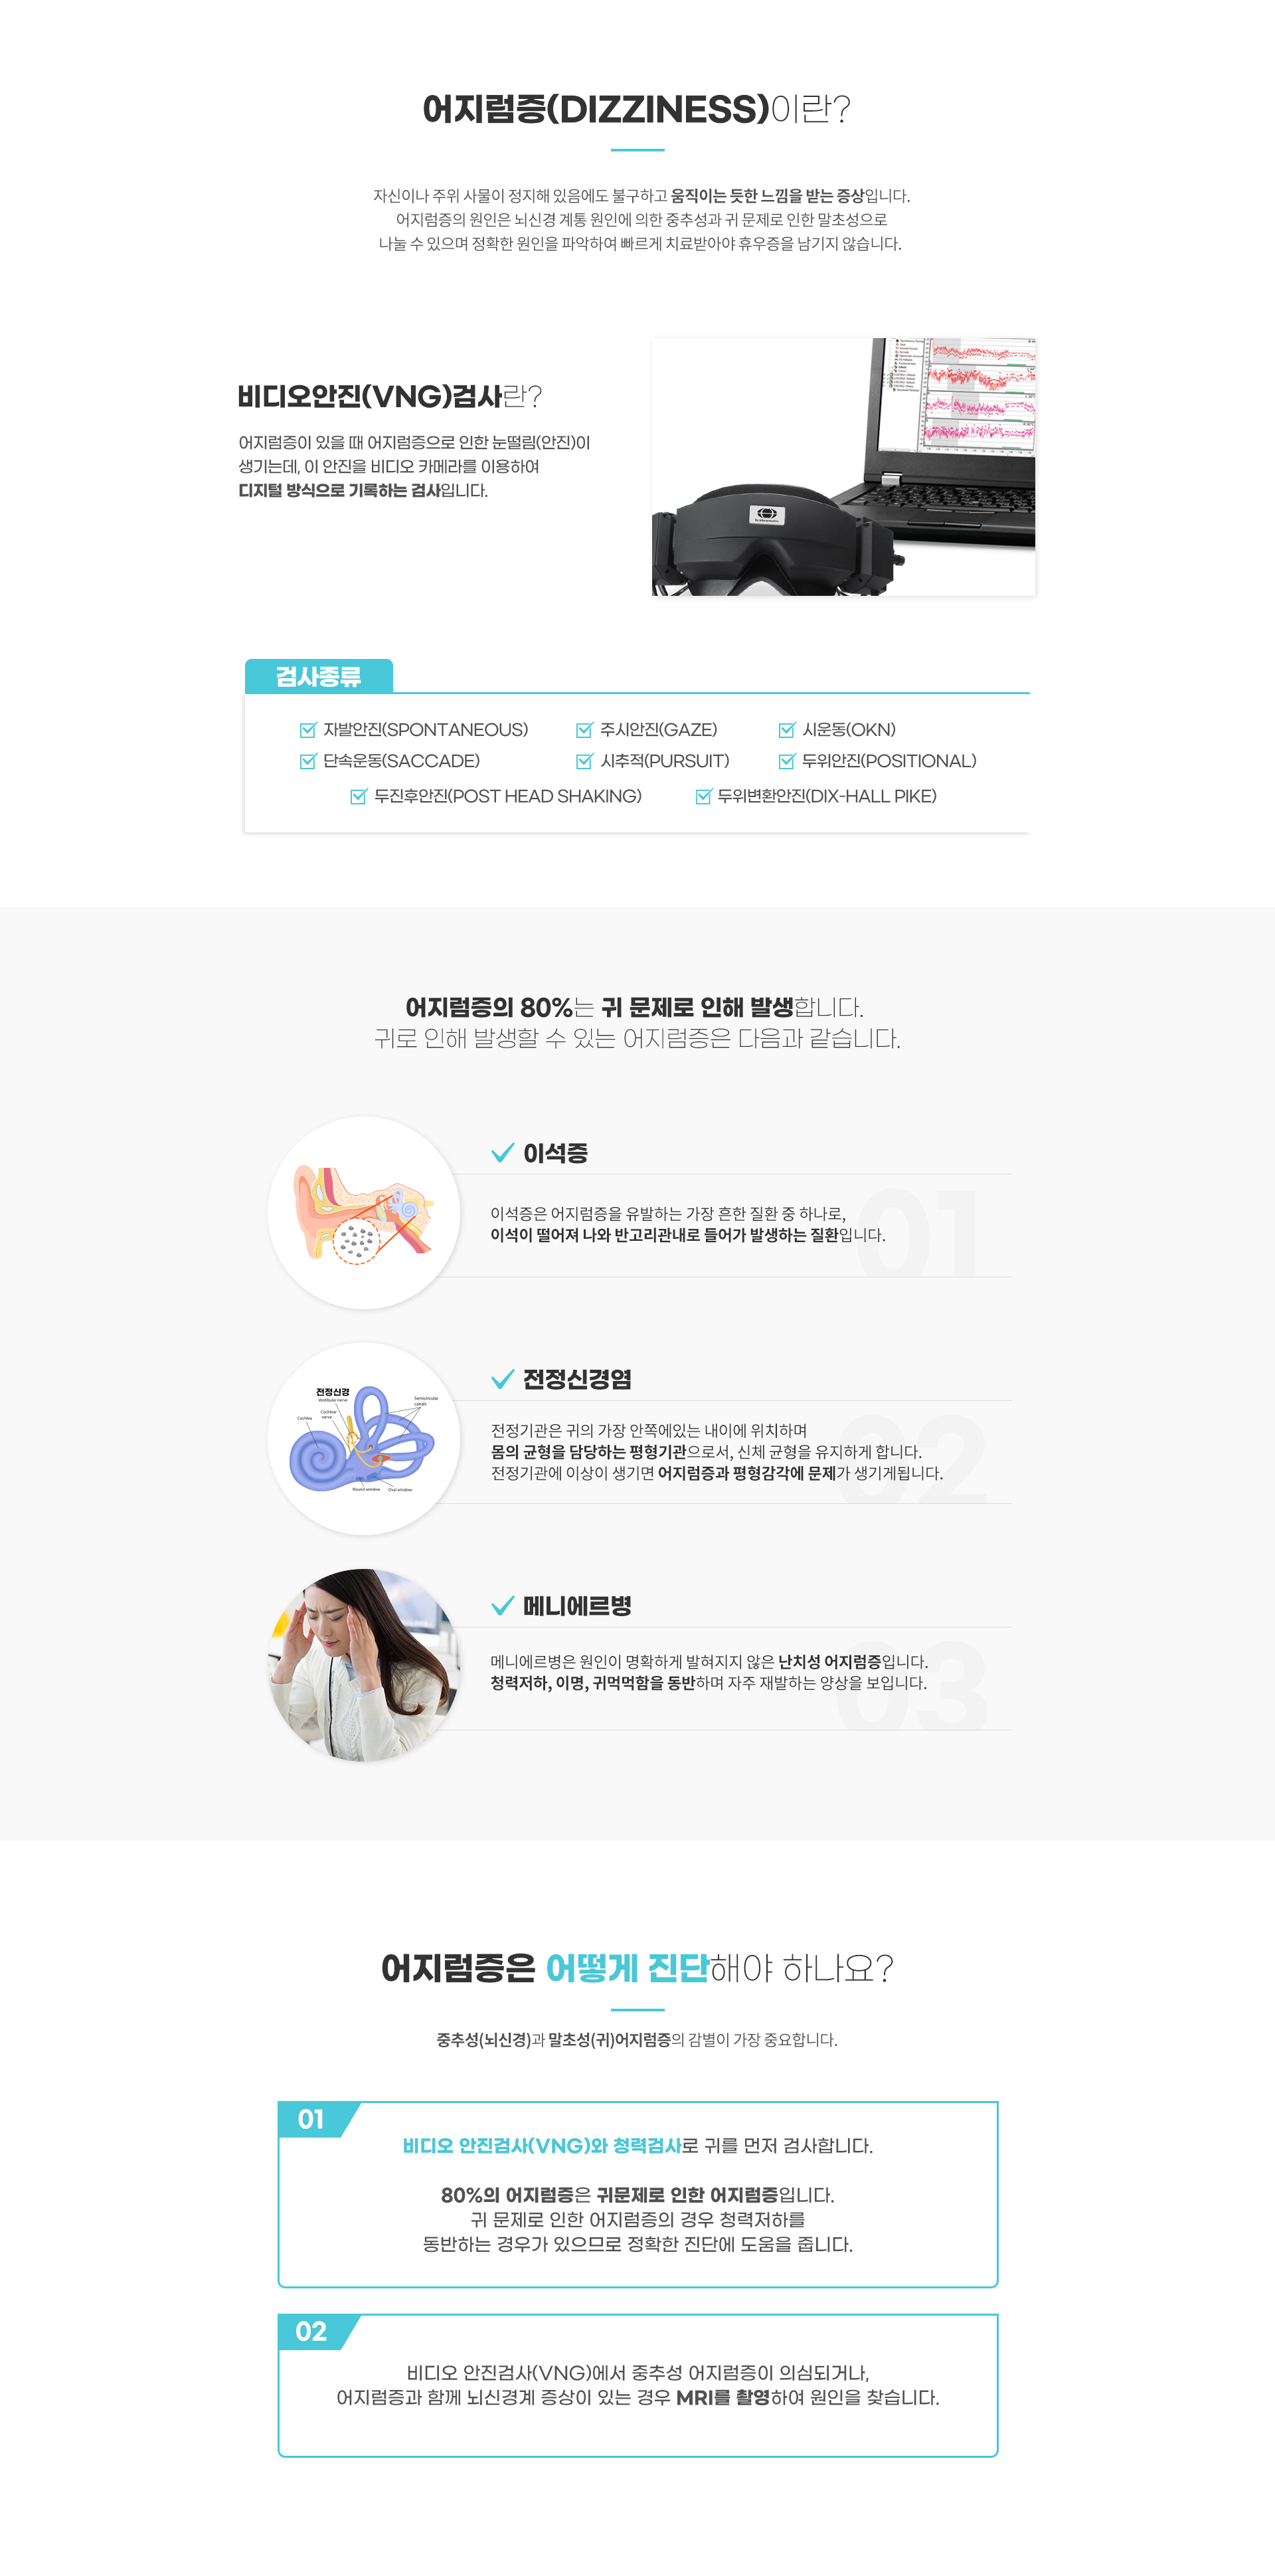 어지럼증(DIZZINESS)이란?
자신이나 주위 사물이 정지해 있음에도 불구하고 움직이는 듯한 느낌을 받는 증상입니다.
어지럼증의 원인은 뇌신경 계통 원인에 의한 중추성과 귀 문제로 인한 말초성으로
나눌 수 있으며 정확한 원인을 파악하여 빠르게 치료받아야 휴우증을 남기지 않습니다.
비디오안진(VNG)검사란?
어지럼증이 있을 때 어지럼증으로 인한 눈떨림(안진)이
생기는데, 이 안진을 비디오 카메라를 이용하여
디지털 방식으로 기록하는 검사입니다.
검사종류
자발안진(SPONTANEOUS)
주시안진(GAZE)
시운동(OKN)
단속운동(SACCADE)
시추적(PURSUIT)
두위안진(POSITIONAL)
두진후안진(POST HEAD SHAKING)
두위변환안진(DIX-HALL PIKE)
어지럼증의 80%는 귀 문제로 인해 발생합니다.
귀로 인해 발생할 수 있는 어지럼증은 다음과 같습니다.
이석증
01
이석증은 어지럼증을 유발하는 가장 흔한 질환 중 하나로,
이석이 떨어져 나와 반고리관내로 들어가 발생하는 질환입니다.
전정신경
Vestibular nerve
Semicircular
canals
Cochlear
nerve
Cochlea
Round window
Oval window
전정신경염
02
전정기관은 귀의 가장 안쪽에있는 내이에 위치하며
몸의 균형을 담당하는 평형기관으로서, 신체 균형을 유지하게 합니다.
전정기관에 이상이 생기면 어지럼증과 평형감각에 문제가 생기게됩니다.
메니에르병
03
메니에르병은 원인이 명확하게 발혀지지 않은 난치성 어지럼증입니다.
청력저하, 이명, 귀먹먹함을 동반하며 자주 재발하는 양상을 보입니다.
어지럼증은 어떻게 진단해야 하나요?
중추성(뇌신경)과 말초성(귀)어지럼증의 감별이 가장 중요합니다.
01
비디오 안진검사(VNG)와 청력검사로 귀를 먼저 검사합니다.
80%의 어지럼증은 귀문제로 인한 어지럼증입니다.
귀 문제로 인한 어지럼증의 경우 청력저하를
동반하는 경우가 있으므로 정확한 진단에 도움을 줍니다.
02
비디오 안진검사(VNG)에서 중추성 어지럼증이 의심되거나,
어지럼증과 함께 뇌신경계 증상이 있는 경우 MRI를 촬영하여 원인을 찾습니다.